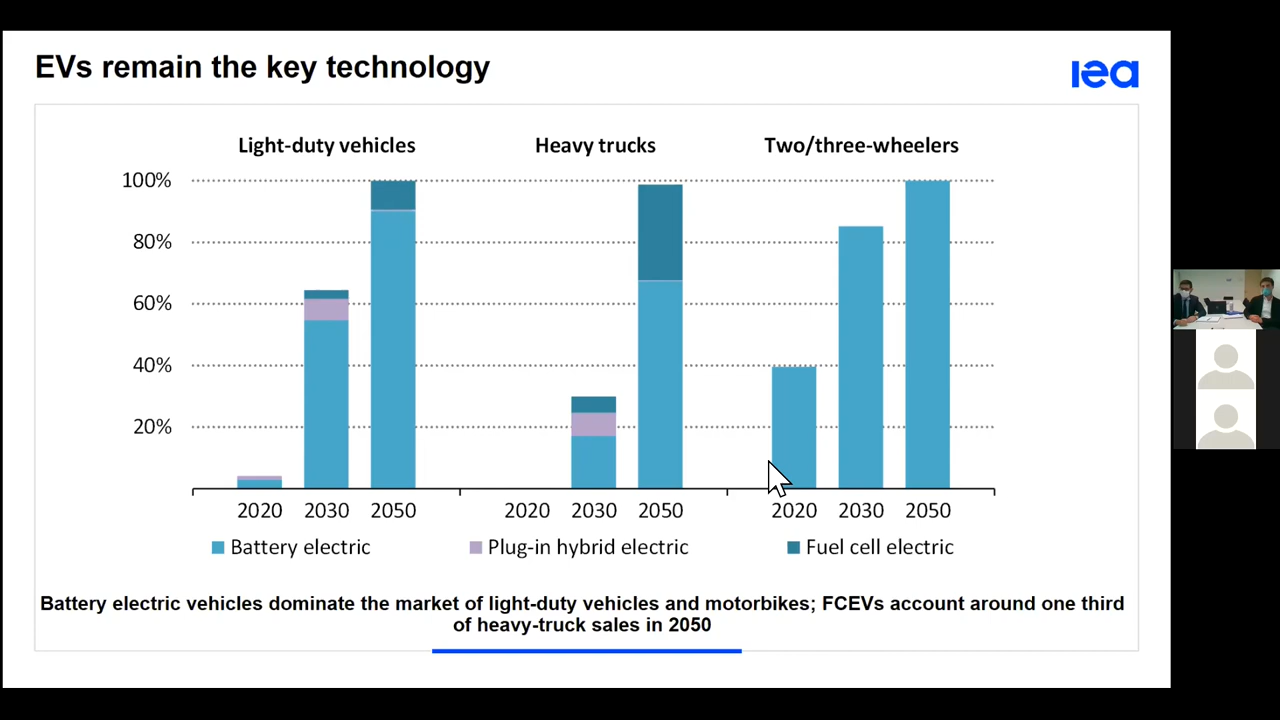 EVs remain the key technology
iea
Light-duty vehicles
Heavy trucks
Two/three-wheelers
100%
80%
60%
40%
20%
2020 2030 2050
2020 2030 2050
2020 2030 2050
Battery electric
Plug-in hybrid electric
Fuel cell electric
Battery electric vehicles dominate the market of light-duty vehicles and motorbikes; FCEVs account around one third
of heavy-truck sales in 2050